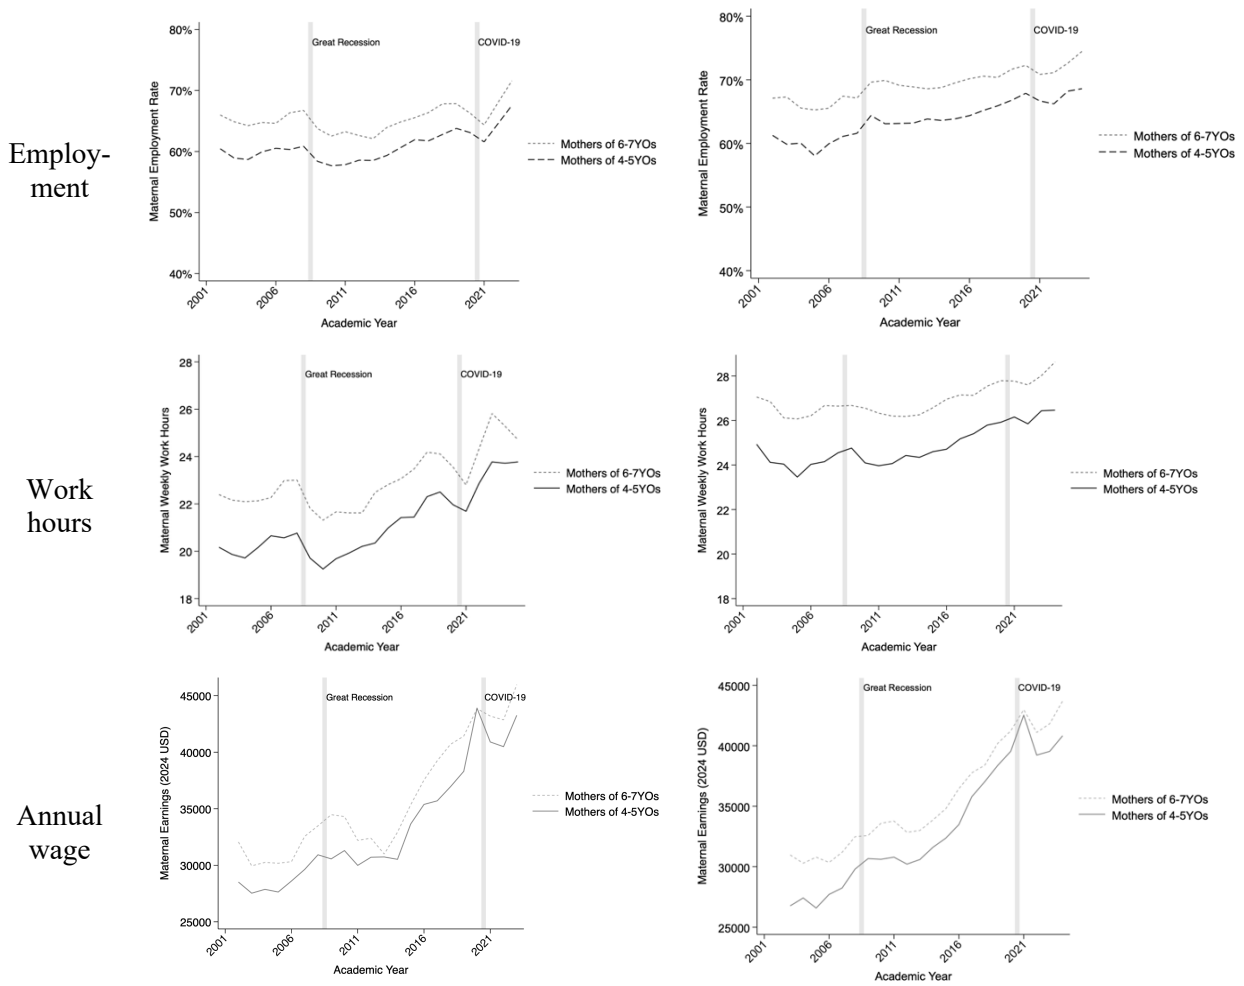 Employ-
ment
80%
70%
60%
50%
40%
Maternal Employment Rate
Great Recession
COVID-19
2001
2006
2011
2016
2021
Academic Year
Mothers of 6-7YOs
Mothers of 4-5YOs
80%
70%
60%
50%
40%
Maternal Employment Rate
Great Recession
COVID-19
2001
2006
2011
2016
2021
Academic Year
Mothers of 6-7YOs
Mothers of 4-5YOs
Work
hours
28
26
24
22
20
18
Maternal Weekly Work Hours
Great Recession
COVID-19
2001
2006
2011
2016
2021
Academic Year
Mothers of 6-7YOs
Mothers of 4-5YOs
28
26
24
22
20
18
Maternal Weekly Work Hours
2001
2006
2011
2016
2021
Academic Year
Mothers of 6-7YOs
Mothers of 4-5YOs
Annual
wage
45000
40000
35000
30000
25000
Maternal Earnings (2024 USD)
Great Recession
COVID-19
2001
2006
2011
2016
2021
Academic Year
Mothers of 6-7YOs
Mothers of 4-5YOs
45000
40000
35000
30000
25000
Maternal Earnings (2024 USD)
Great Recession
COVID-19
2001
2006
2011
2016
2021
Academic Year
Mothers of 6-7YOs
Mothers of 4-5YOs